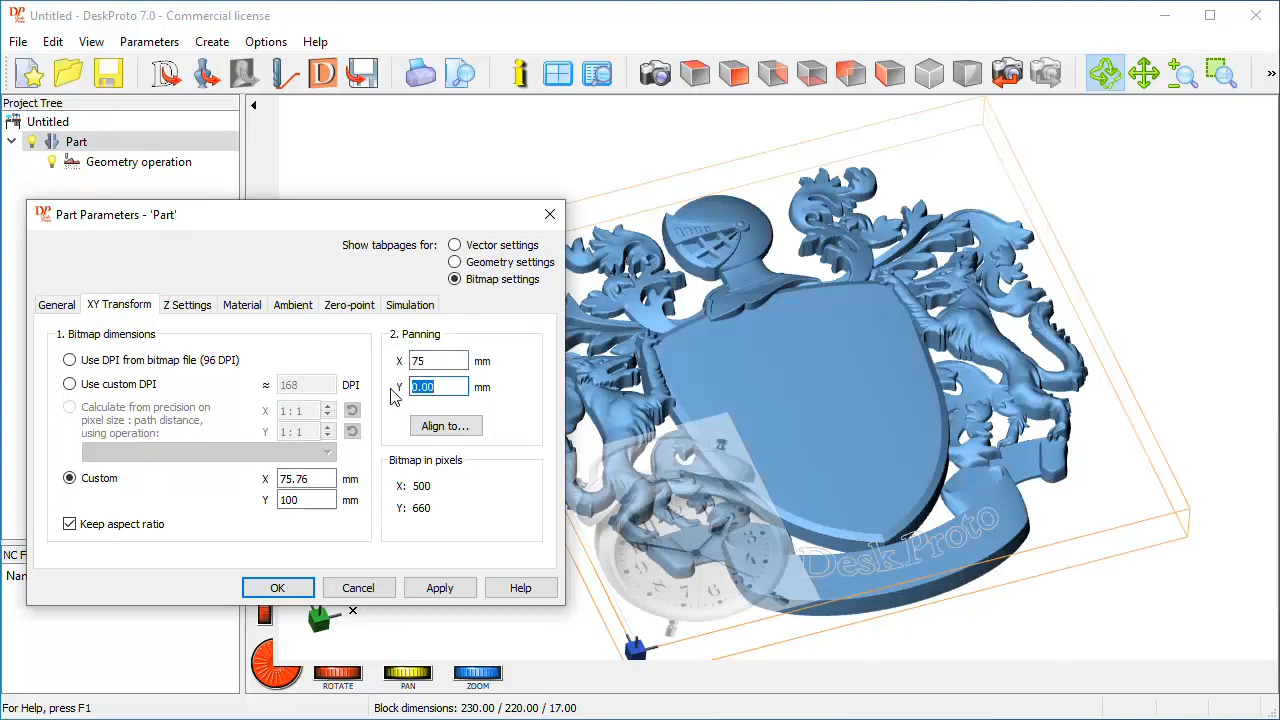 Untitled - DeskProto 7.0 - Commercial license
File Edit View Parameters Create Options Help
Project Tree
Untitled
Part
Geometry operation
Part Parameters - 'Part'
Show tabpages for:
Vector settings
Geometry settings
Bitmap settings
General XY Transform Z Settings Material Ambient Zero-point Simulation
1. Bitmap dimensions
Use DPI from bitmap file (96 DPI)
Use custom DPI ≈ 168 DPI
Calculate from precision on
pixel size : path distance,
using operation:
X 1 : 1
Y 1 : 1
Custom X 75.76 mm
Y 100 mm
Keep aspect ratio
2. Panning
X 75 mm
Y 0.00 mm
Align to...
Bitmap in pixels
X: 500
Y: 660
OK Cancel Apply Help
NC F
Nan
DeskProto
9 8 7 6
ROTATE PAN ZOOM
For Help, press F1
Block dimensions: 230.00 / 220.00 / 17.00